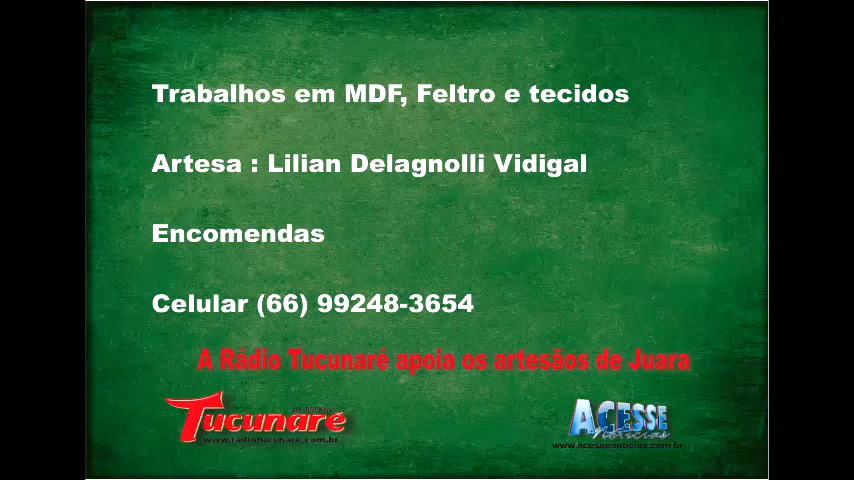 Trabalhos em MDF, Feltro e tecidos
Artesa : Lilian Delagnolli Vidigal
Encomendas
Celular (66) 99248-3654
A Rádio Tucunaré apoia os artesãos de Juara
Tucunaré
www.radiotucunare.com.br
ACESSE
Notícias
www.acessenoticias.com.br